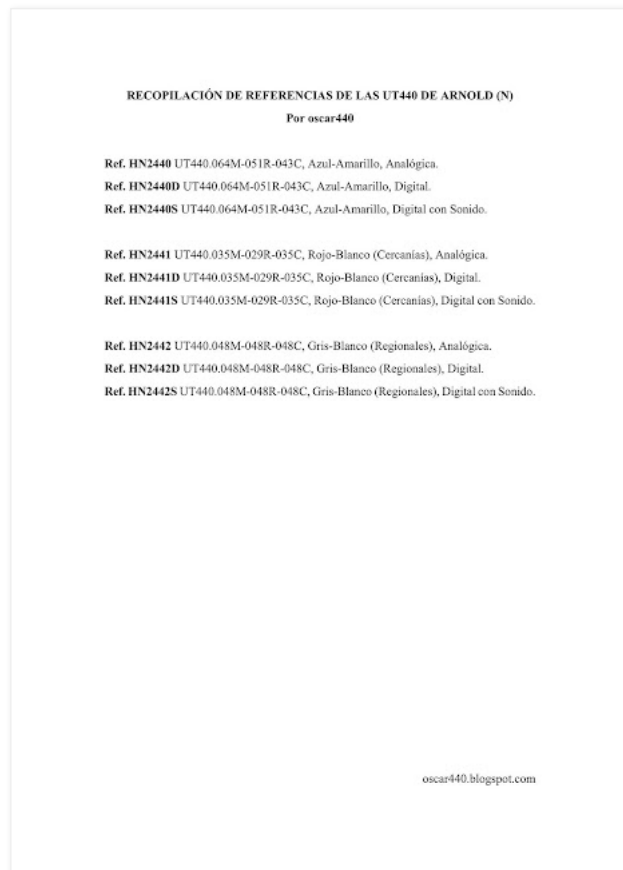 RECOPILACIÓN DE REFERENCIAS DE LAS UT440 DE ARNOLD (N)
Por oscar440
Ref. HN2440 UT440.064M-051R-043C, Azul-Amarillo, Analógica.
Ref. HN2440D UT440.064M-051R-043C, Azul-Amarillo, Digital.
Ref. HN2440S UT440.064M-051R-043C, Azul-Amarillo, Digital con Sonido.
Ref. HN2441 UT440.035M-029R-035C, Rojo-Blanco (Cercanías), Analógica.
Ref. HN2441D UT440.035M-029R-035C, Rojo-Blanco (Cercanías), Digital.
Ref. HN2441S UT440.035M-029R-035C, Rojo-Blanco (Cercanías), Digital con Sonido.
Ref. HN2442 UT440.048M-048R-048C, Gris-Blanco (Regionales), Analógica.
Ref. HN2442D UT440.048M-048R-048C, Gris-Blanco (Regionales), Digital.
Ref. HN2442S UT440.048M-048R-048C, Gris-Blanco (Regionales), Digital con Sonido.
oscar440.blogspot.com